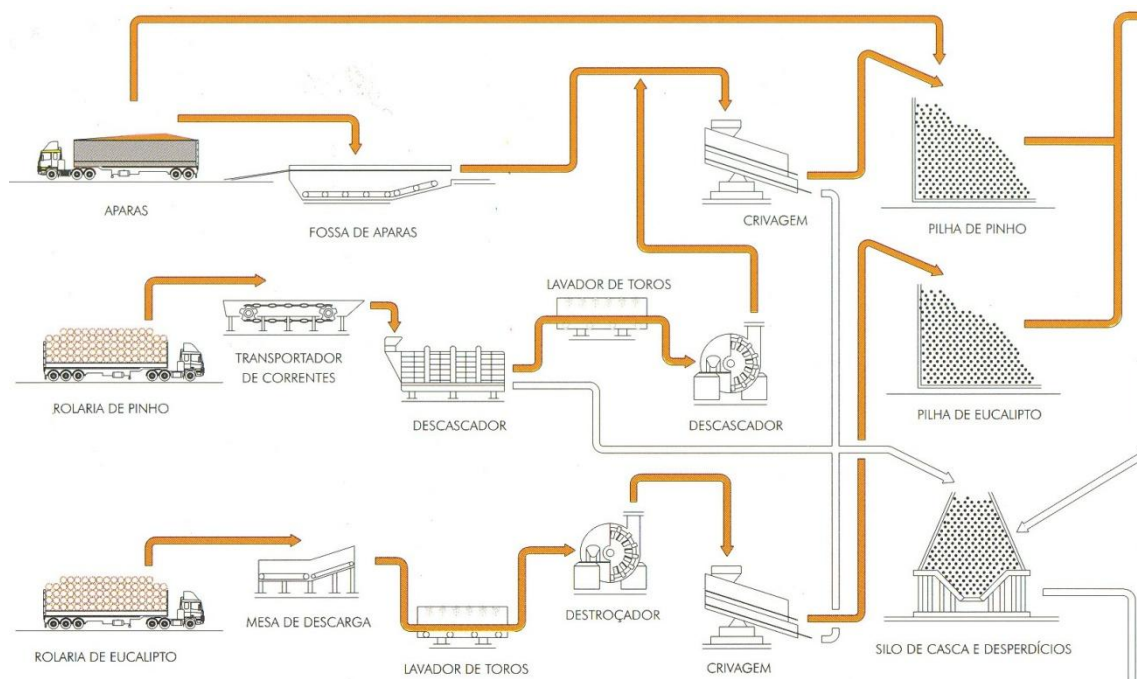 APARAS
FOSSA DE APARAS
CRIVAGEM
PILHA DE PINHO
LAVADOR DE TOROS
ROLARIA DE PINHO
TRANSPORTADOR
DE CORRENTES
DESCASCADOR
DESCASCADOR
PILHA DE EUCALIPTO
ROLARIA DE EUCALIPTO
MESA DE DESCARGA
LAVADOR DE TOROS
DESTROÇADOR
CRIVAGEM
SILO DE CASCA E DESPERDÍCIOS